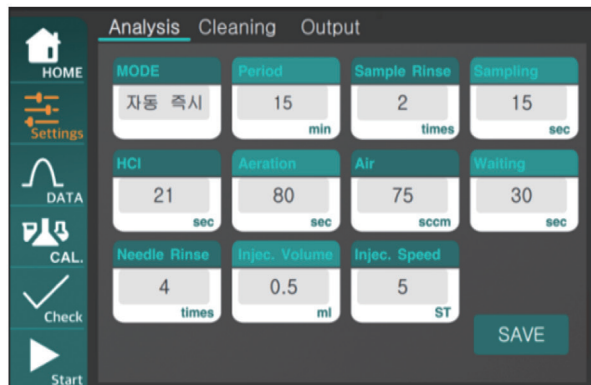 Analysis Cleaning Output
HOME
Settings
DATA
CAL.
Check
Start
MODE Period Sample Rinse Sampling
자동 즉시 15 2 15
min times sec
HCl Aeration Air Waiting
21 80 75 30
sec sec sccm sec
Needle Rinse Injec. Volume Injec. Speed
4 0.5 5
times ml ST
SAVE